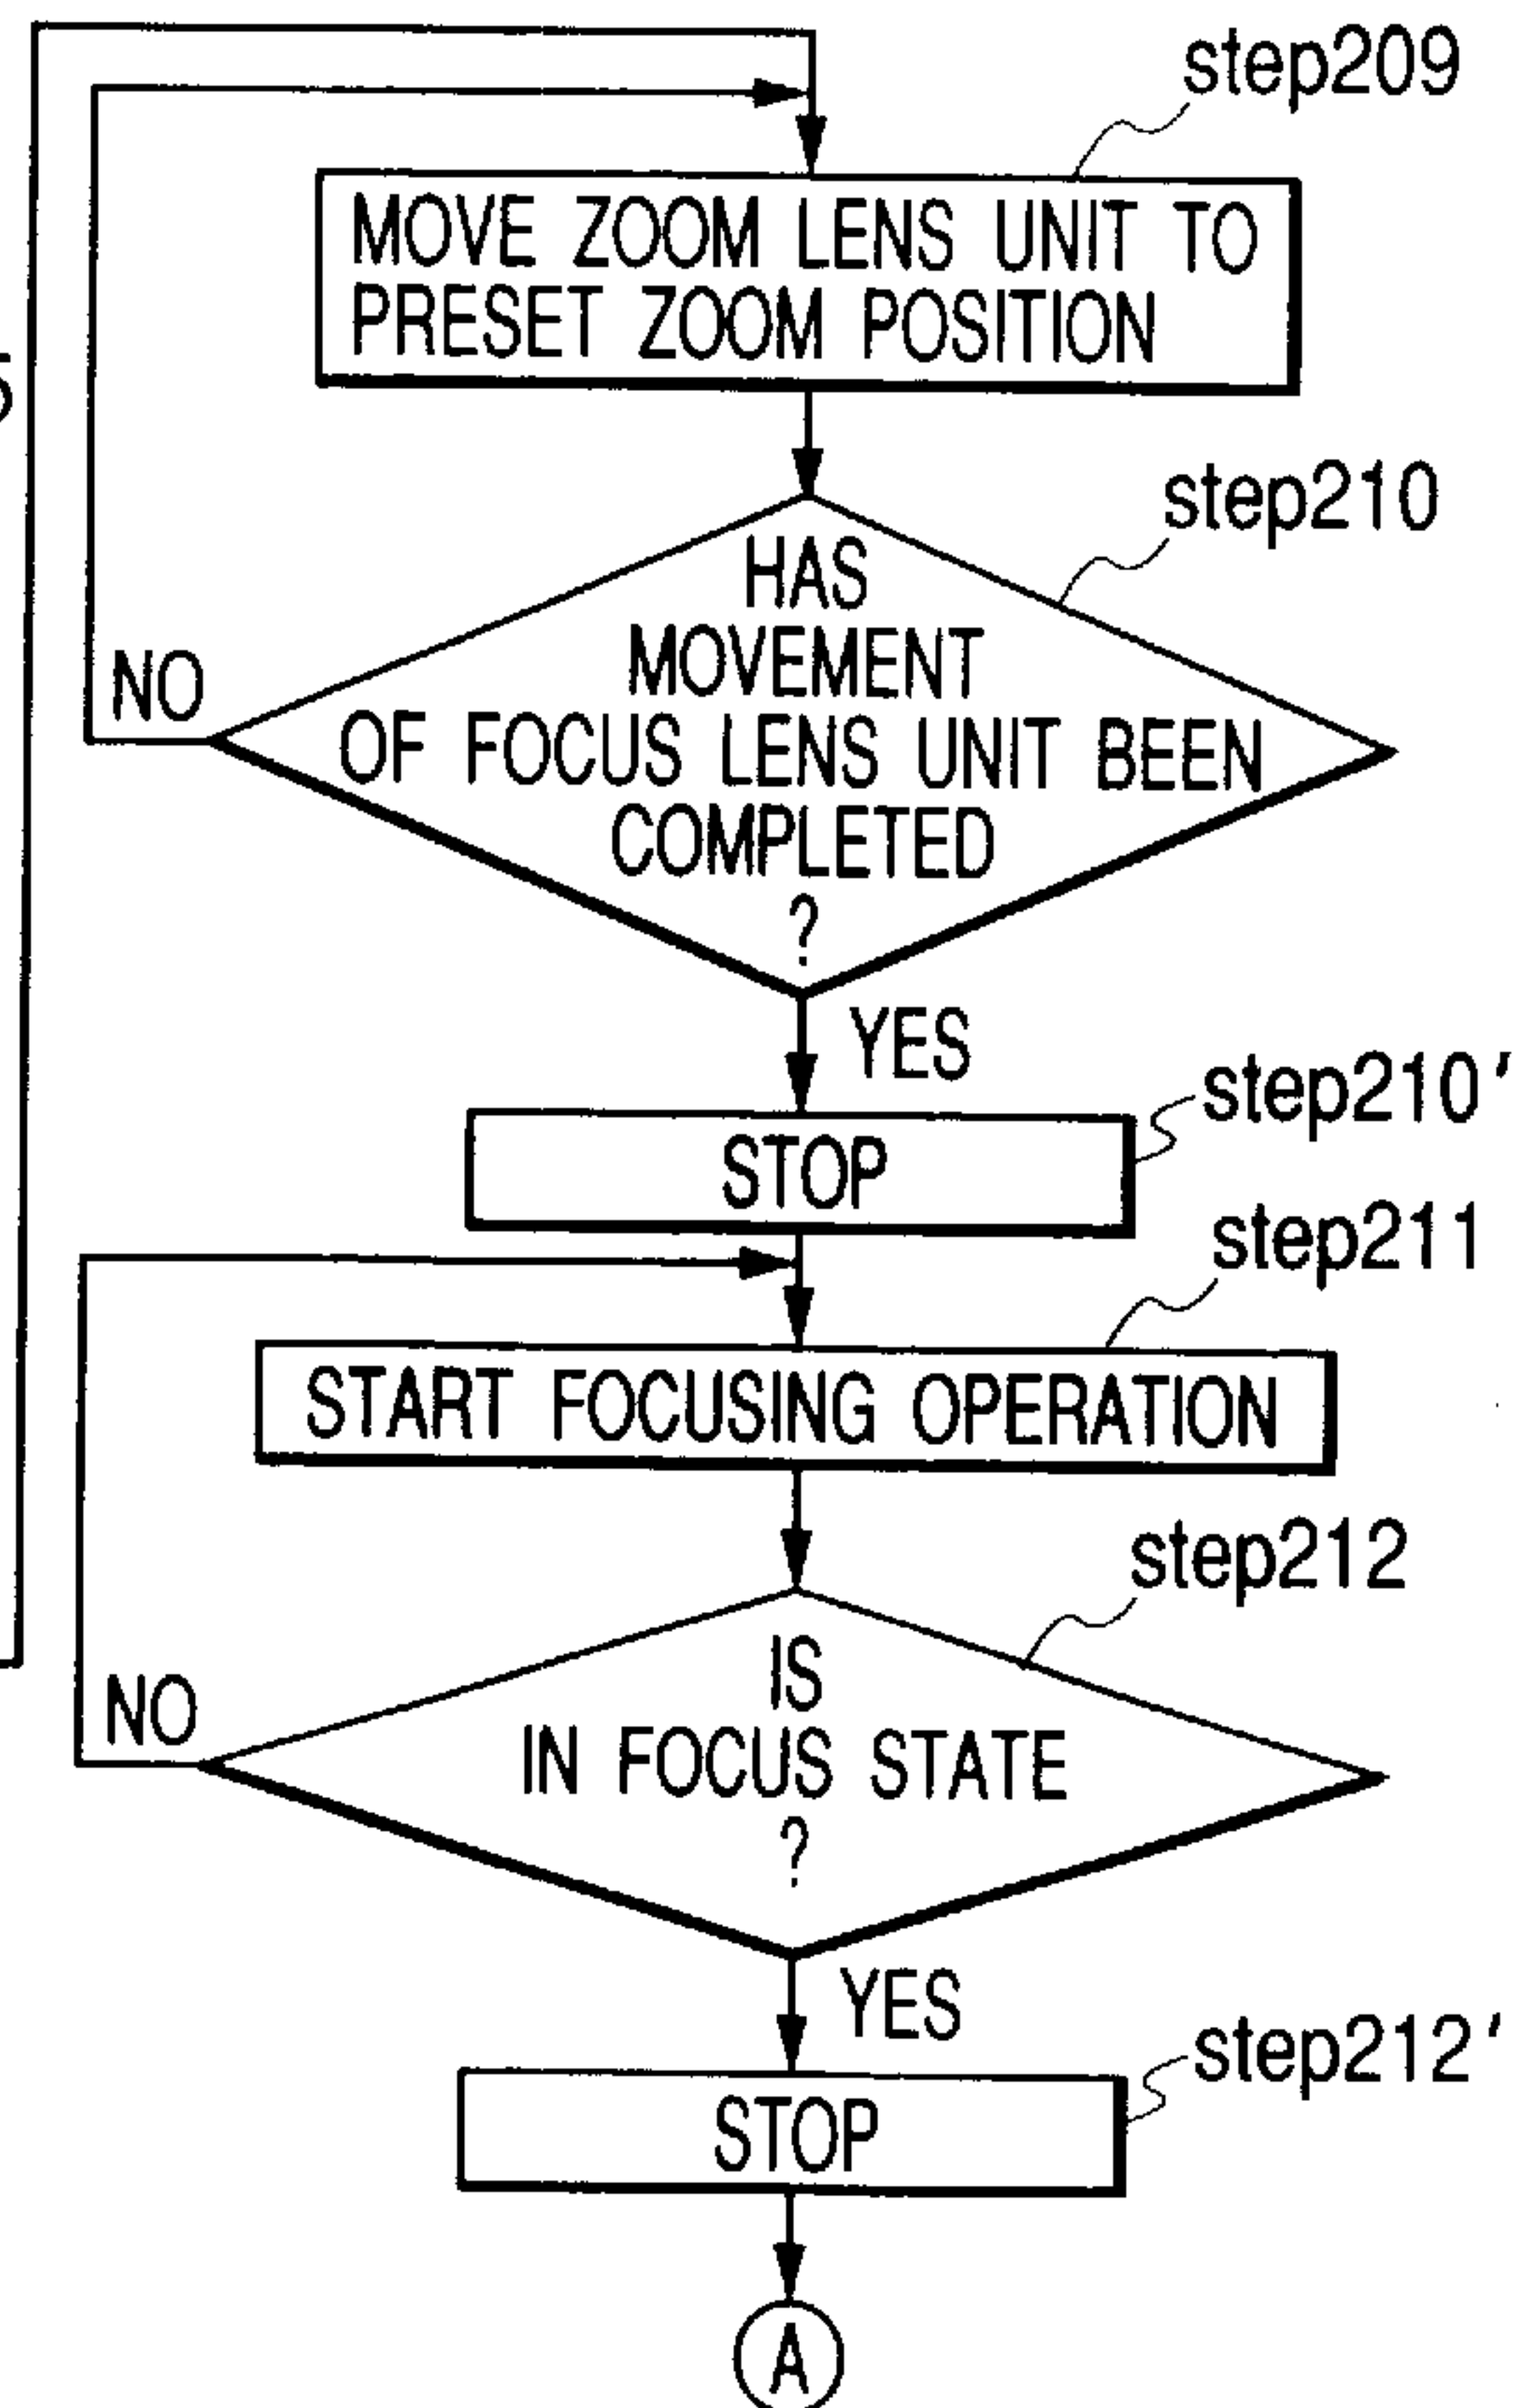 step209
MOVE ZOOM LENS UNIT TO
PRESET ZOOM POSITION
step210
HAS
MOVEMENT
OF FOCUS LENS UNIT BEEN
COMPLETED
?
NO
YES
step210'
STOP
step211
START FOCUSING OPERATION
step212
IS
IN FOCUS STATE
?
NO
YES
step212'
STOP
A